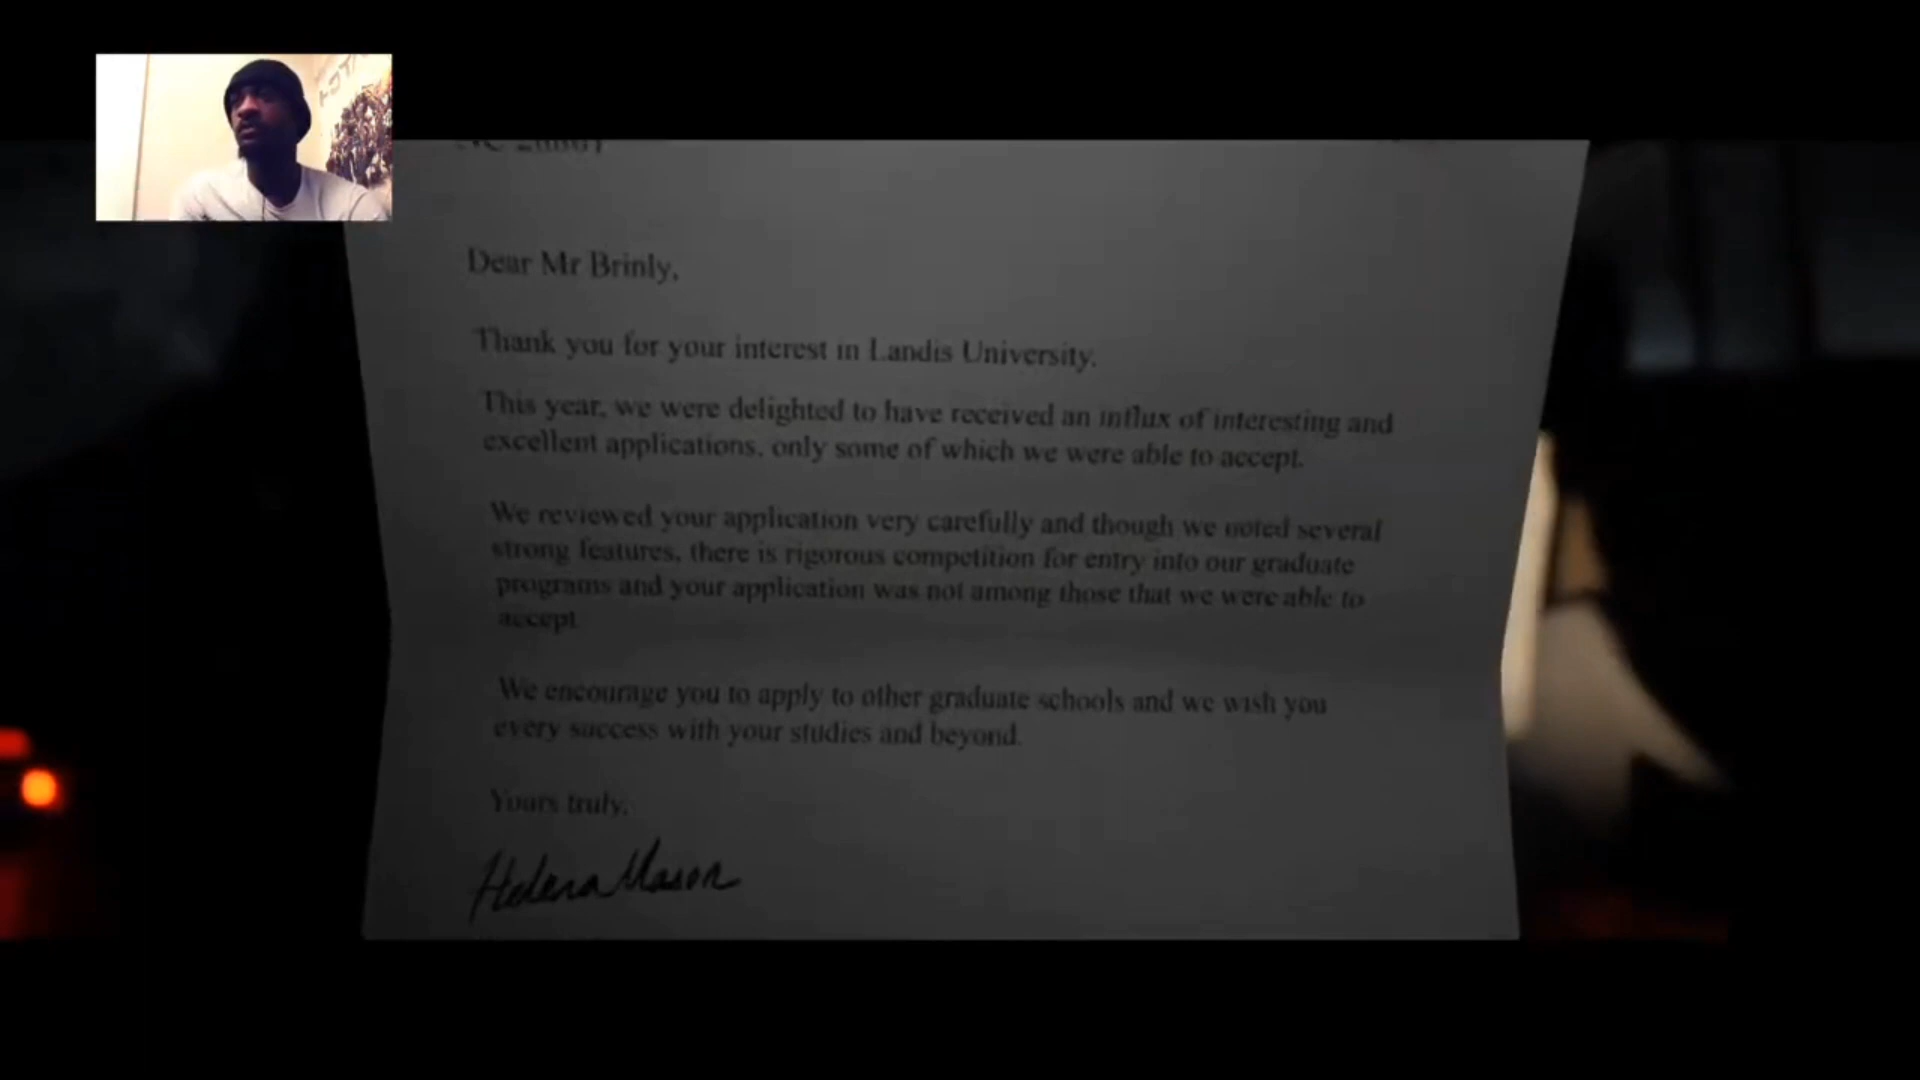 Dear Mr Brinly,
Thank you for your interest in Landis University.
This year, we were delighted to have received an influx of interesting and
excellent applications, only some of which we were able to accept.
We reviewed your application very carefully and though we noted several
strong features, there is rigorous competition for entry into our graduate
programs and your application was not among those that we were able to
accept.
We encourage you to apply to other graduate schools and we wish you
every success with your studies and beyond.
Yours truly,
Helena Mason